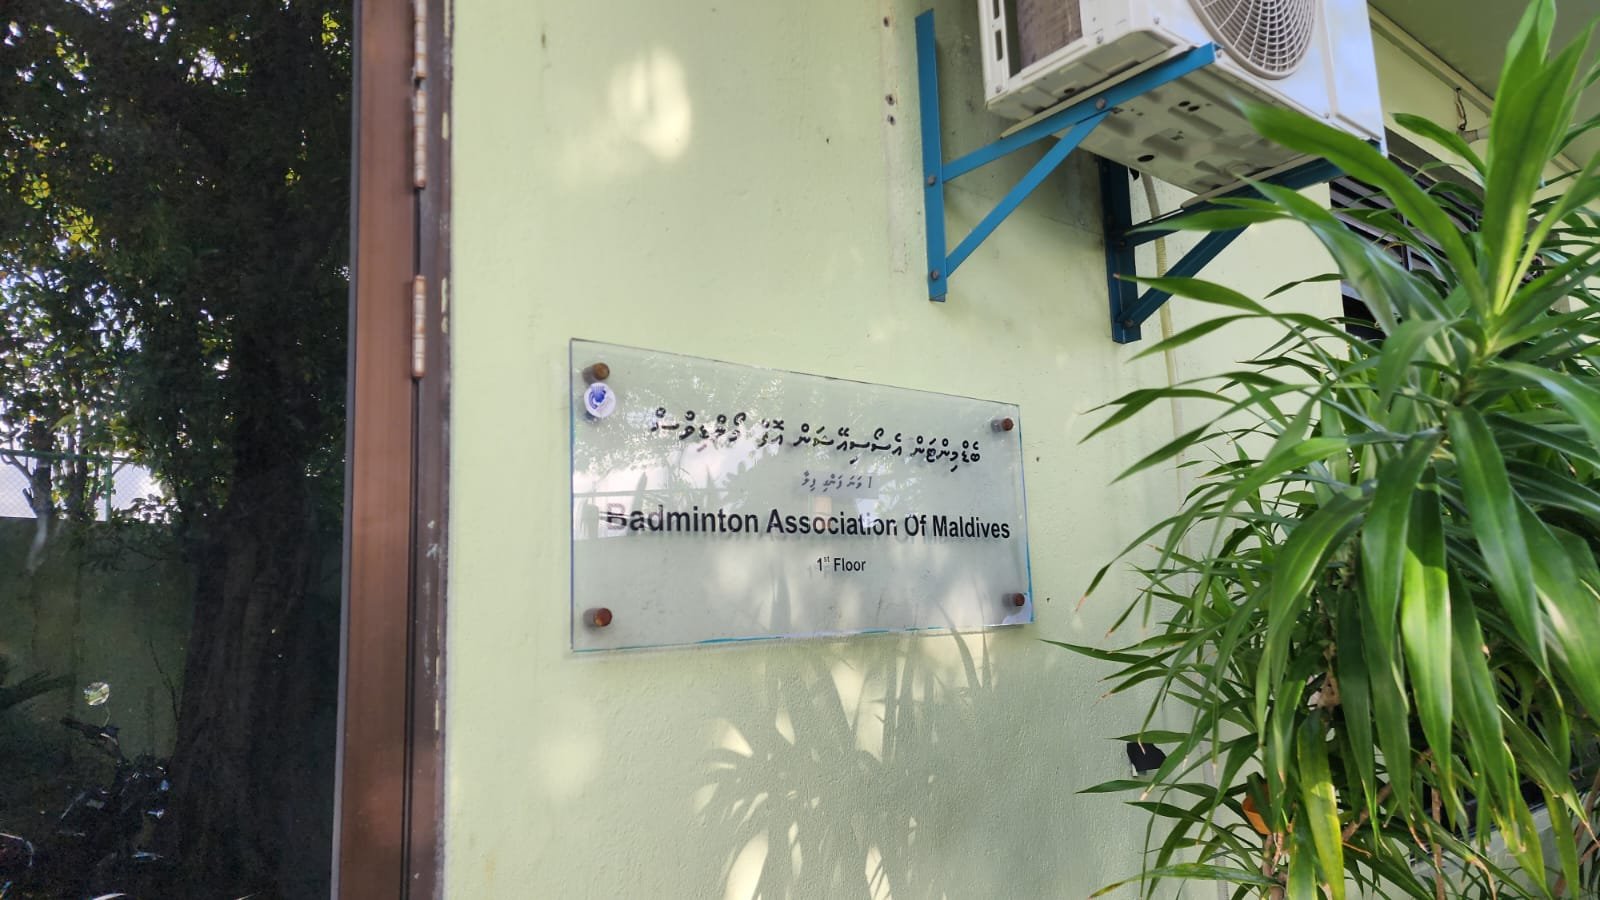 ބެޑްމިންޓަން އެސޯސިއޭޝަން އޮފް މޯލްޑިވްސް
1 ވަނަ ފަންގި ފިލާ
Badminton Association Of Maldives
1st Floor